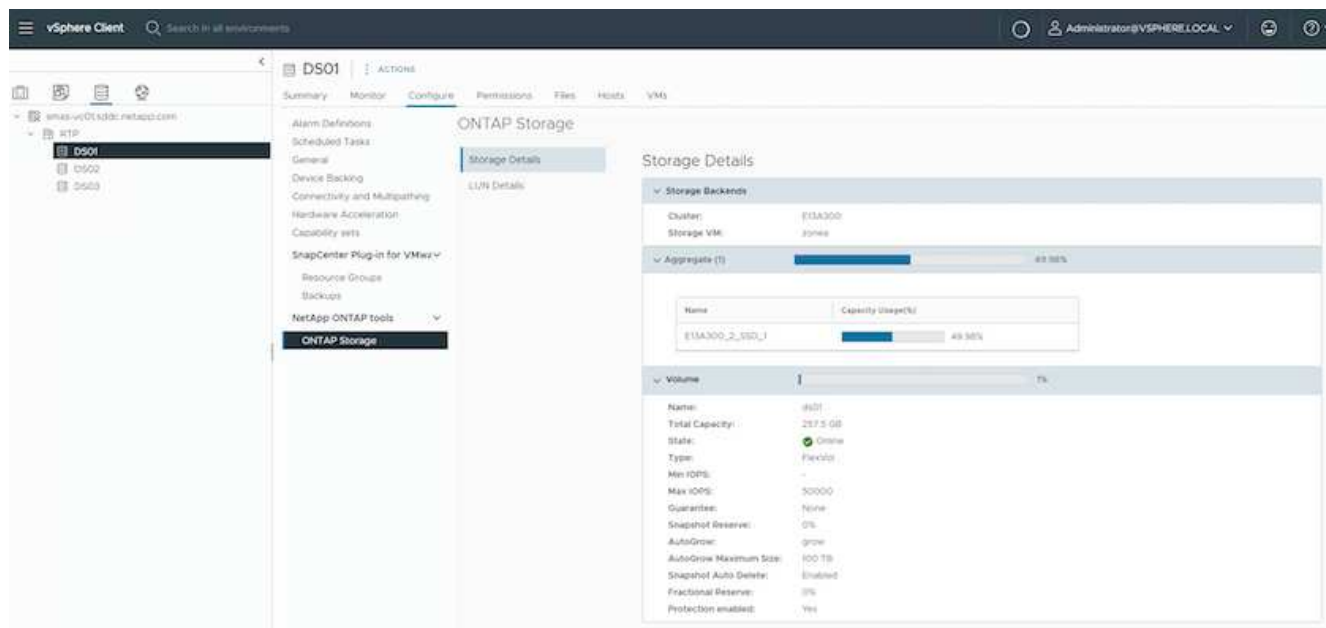 vSphere Client
Search in all environments
Administrator@VSPHERE.LOCAL
DS01
ACTIONS
Summary Monitor Configure Permissions Files Hosts VMs
RTP
DS01
DS02
DS03
Alarm Definitions
Scheduled Tasks
General
Device Backing
Connectivity and Multipathing
Hardware Acceleration
Capability sets
SnapCenter Plug-in for VMwa
Resource Groups
Backups
NetApp ONTAP tools
ONTAP Storage
ONTAP Storage
Storage Details
LUN Details
Storage Details
Storage Backends
Cluster: E13A300
Storage VM: zonea
Aggregate (1) 49.98%
Name Capacity Usage(%)
E13A300_2_SSD_1 49.98%
Volume 1%
Name: ds01
Total Capacity: 257.5 GB
State: Online
Type: FlexVol
Min IOPS: -
Max IOPS: 50000
Guarantee: None
Snapshot Reserve: 0%
AutoGrow: grow
AutoGrow Maximum Size: 100 TB
Snapshot Auto Delete: Enabled
Fractional Reserve: 0%
Protection enabled: Yes